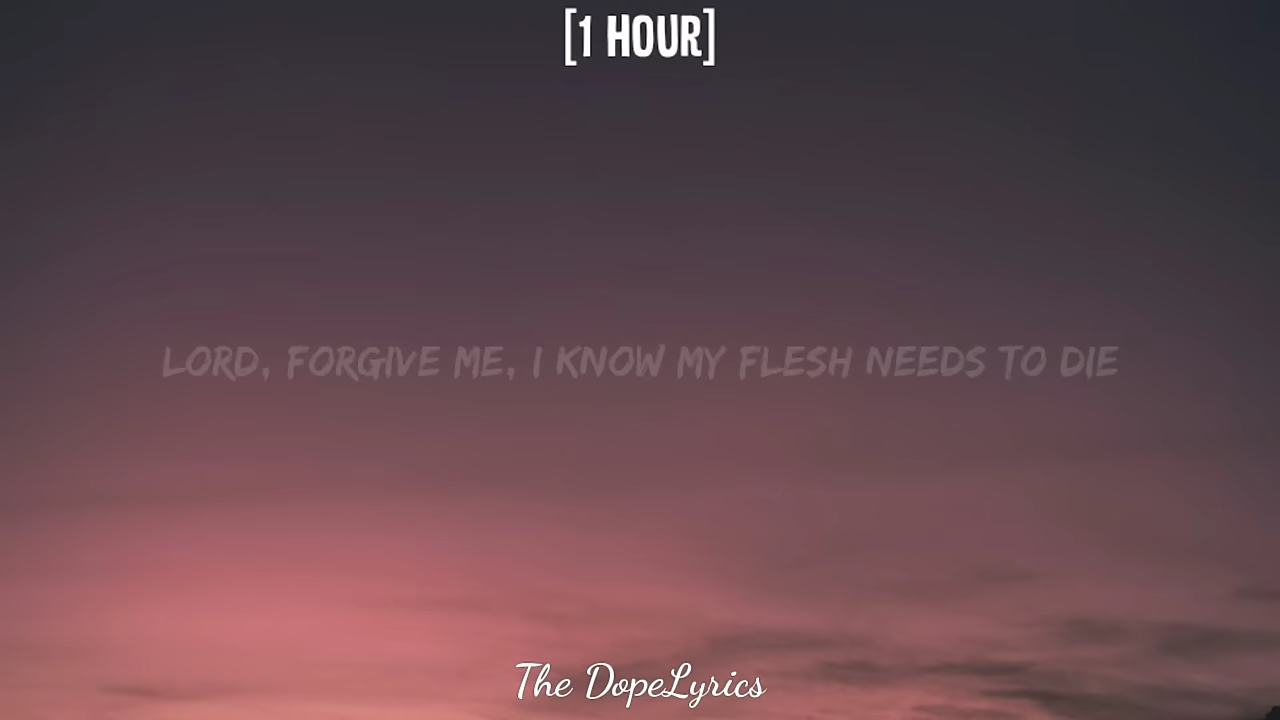 [1 HOUR]
LORD, FORGIVE ME, I KNOW MY FLESH NEEDS TO DIE
The DopeLyrics